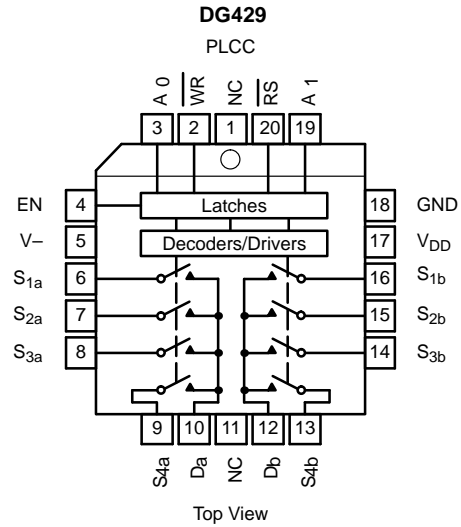 DG429
PLCC
A0 WR NC RS A1
3 2 1 20 19
EN 4 Latches 18 GND
V– 5 Decoders/Drivers 17 VDD
S1a 6 16 S1b
S2a 7 15 S2b
S3a 8 14 S3b
9 10 11 12 13
S4a Da NC Db S4b
Top View